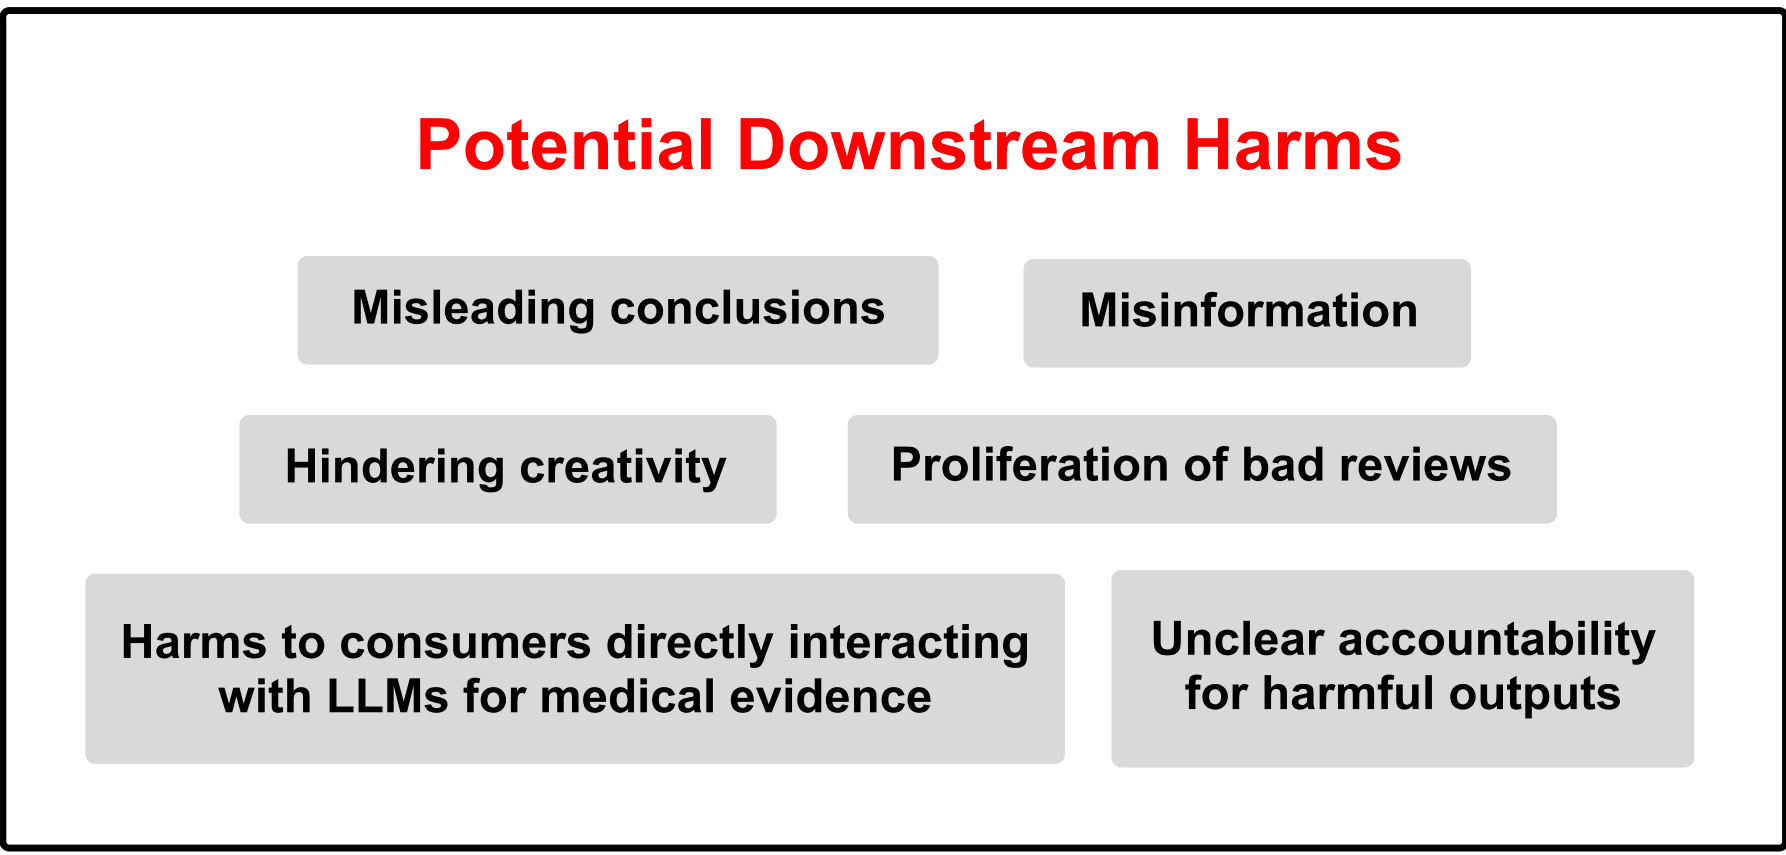 Potential Downstream Harms
Misleading conclusions
Misinformation
Hindering creativity
Proliferation of bad reviews
Harms to consumers directly interacting
with LLMs for medical evidence
Unclear accountability
for harmful outputs